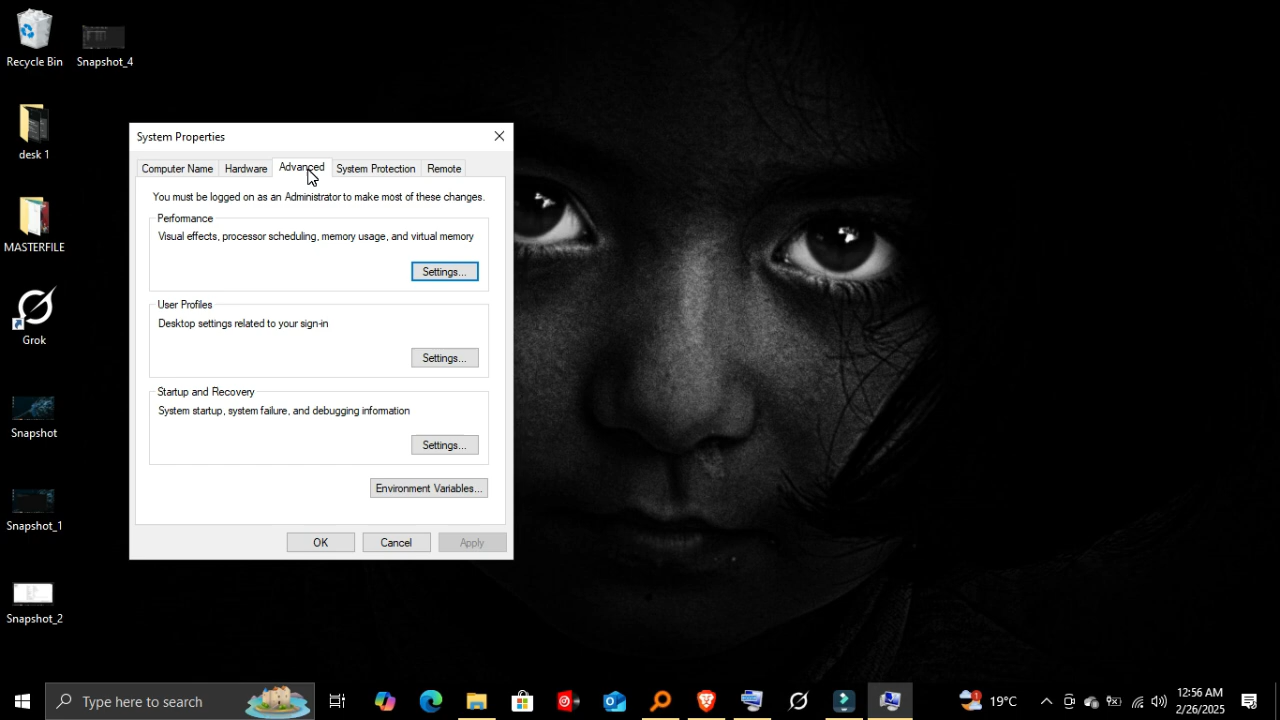 Recycle Bin
Snapshot_4
desk 1
MASTERFILE
Grok
Snapshot
Snapshot_1
Snapshot_2
System Properties
Computer Name
Hardware
Advanced
System Protection
Remote
You must be logged on as an Administrator to make most of these changes.
Performance
Visual effects, processor scheduling, memory usage, and virtual memory
Settings...
User Profiles
Desktop settings related to your sign-in
Settings...
Startup and Recovery
System startup, system failure, and debugging information
Settings...
Environment Variables...
OK
Cancel
Apply
Type here to search
1
19°C
12:56 AM
2/26/2025